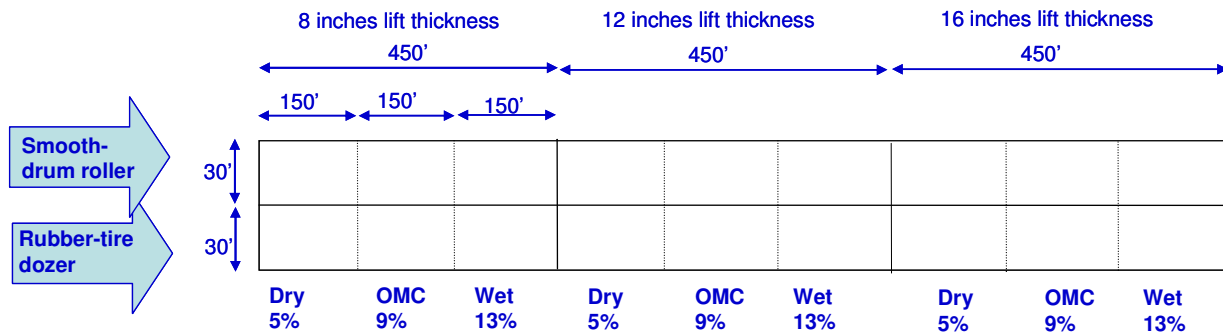 8 inches lift thickness 12 inches lift thickness 16 inches lift thickness
450' 450' 450'
150' 150' 150'
Smooth-
drum roller
30'
Rubber-tire
dozer
30'
Dry OMC Wet Dry OMC Wet Dry OMC Wet
5% 9% 13% 5% 9% 13% 5% 9% 13%